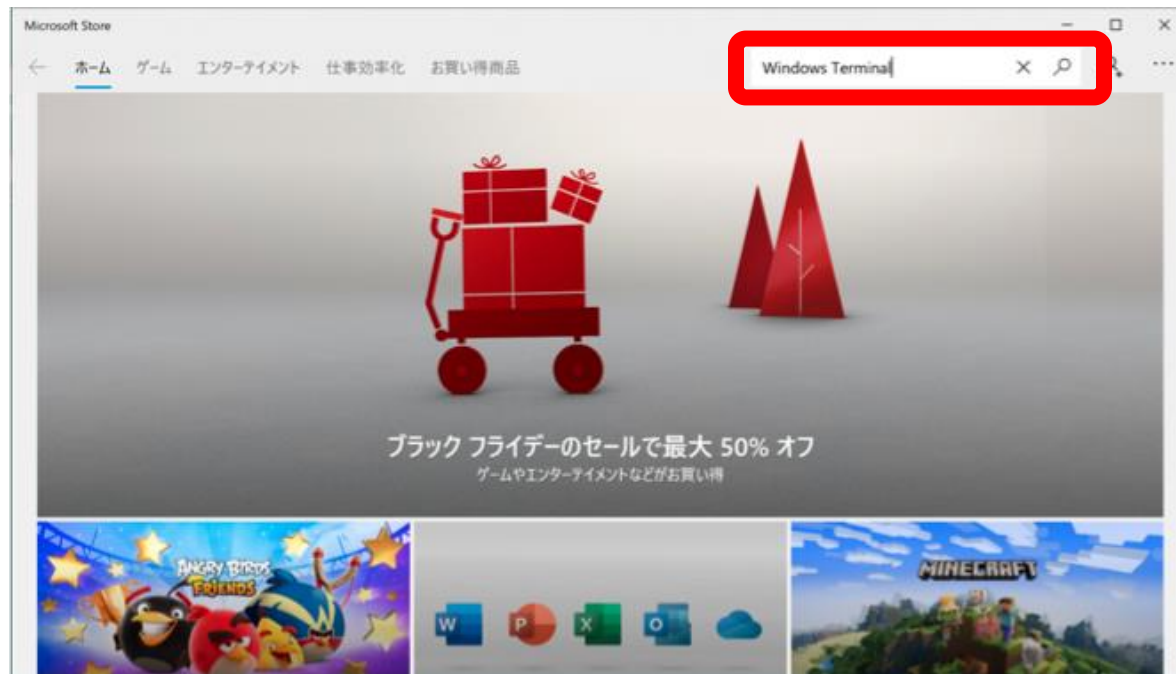 Microsoft Store
ホーム ゲーム エンターテイメント 仕事効率化 お買い得商品
Windows Terminal
ブラック フライデーのセールで最大 50% オフ
ゲームやエンターテイメントなどがお買い得
ANGRY BIRDS
FRIENDS
W P X O
MINECRAFT